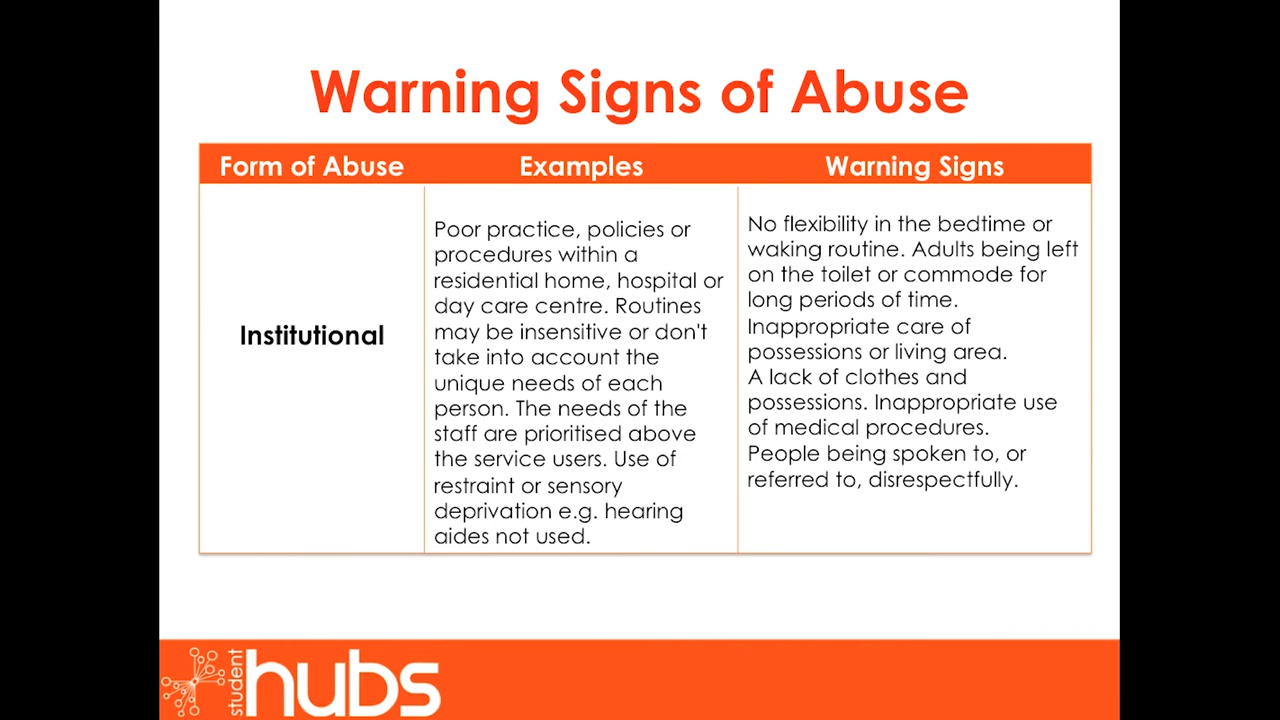 Warning Signs of Abuse
Form of Abuse
Examples
Warning Signs
Institutional
Poor practice, policies or
procedures within a
residential home, hospital or
day care centre. Routines
may be insensitive or don't
take into account the
unique needs of each
person. The needs of the
staff are prioritised above
the service users. Use of
restraint or sensory
deprivation e.g. hearing
aides not used.
No flexibility in the bedtime or
waking routine. Adults being left
on the toilet or commode for
long periods of time.
Inappropriate care of
possessions or living area.
A lack of clothes and
possessions. Inappropriate use
of medical procedures.
People being spoken to, or
referred to, disrespectfully.
student
hubs